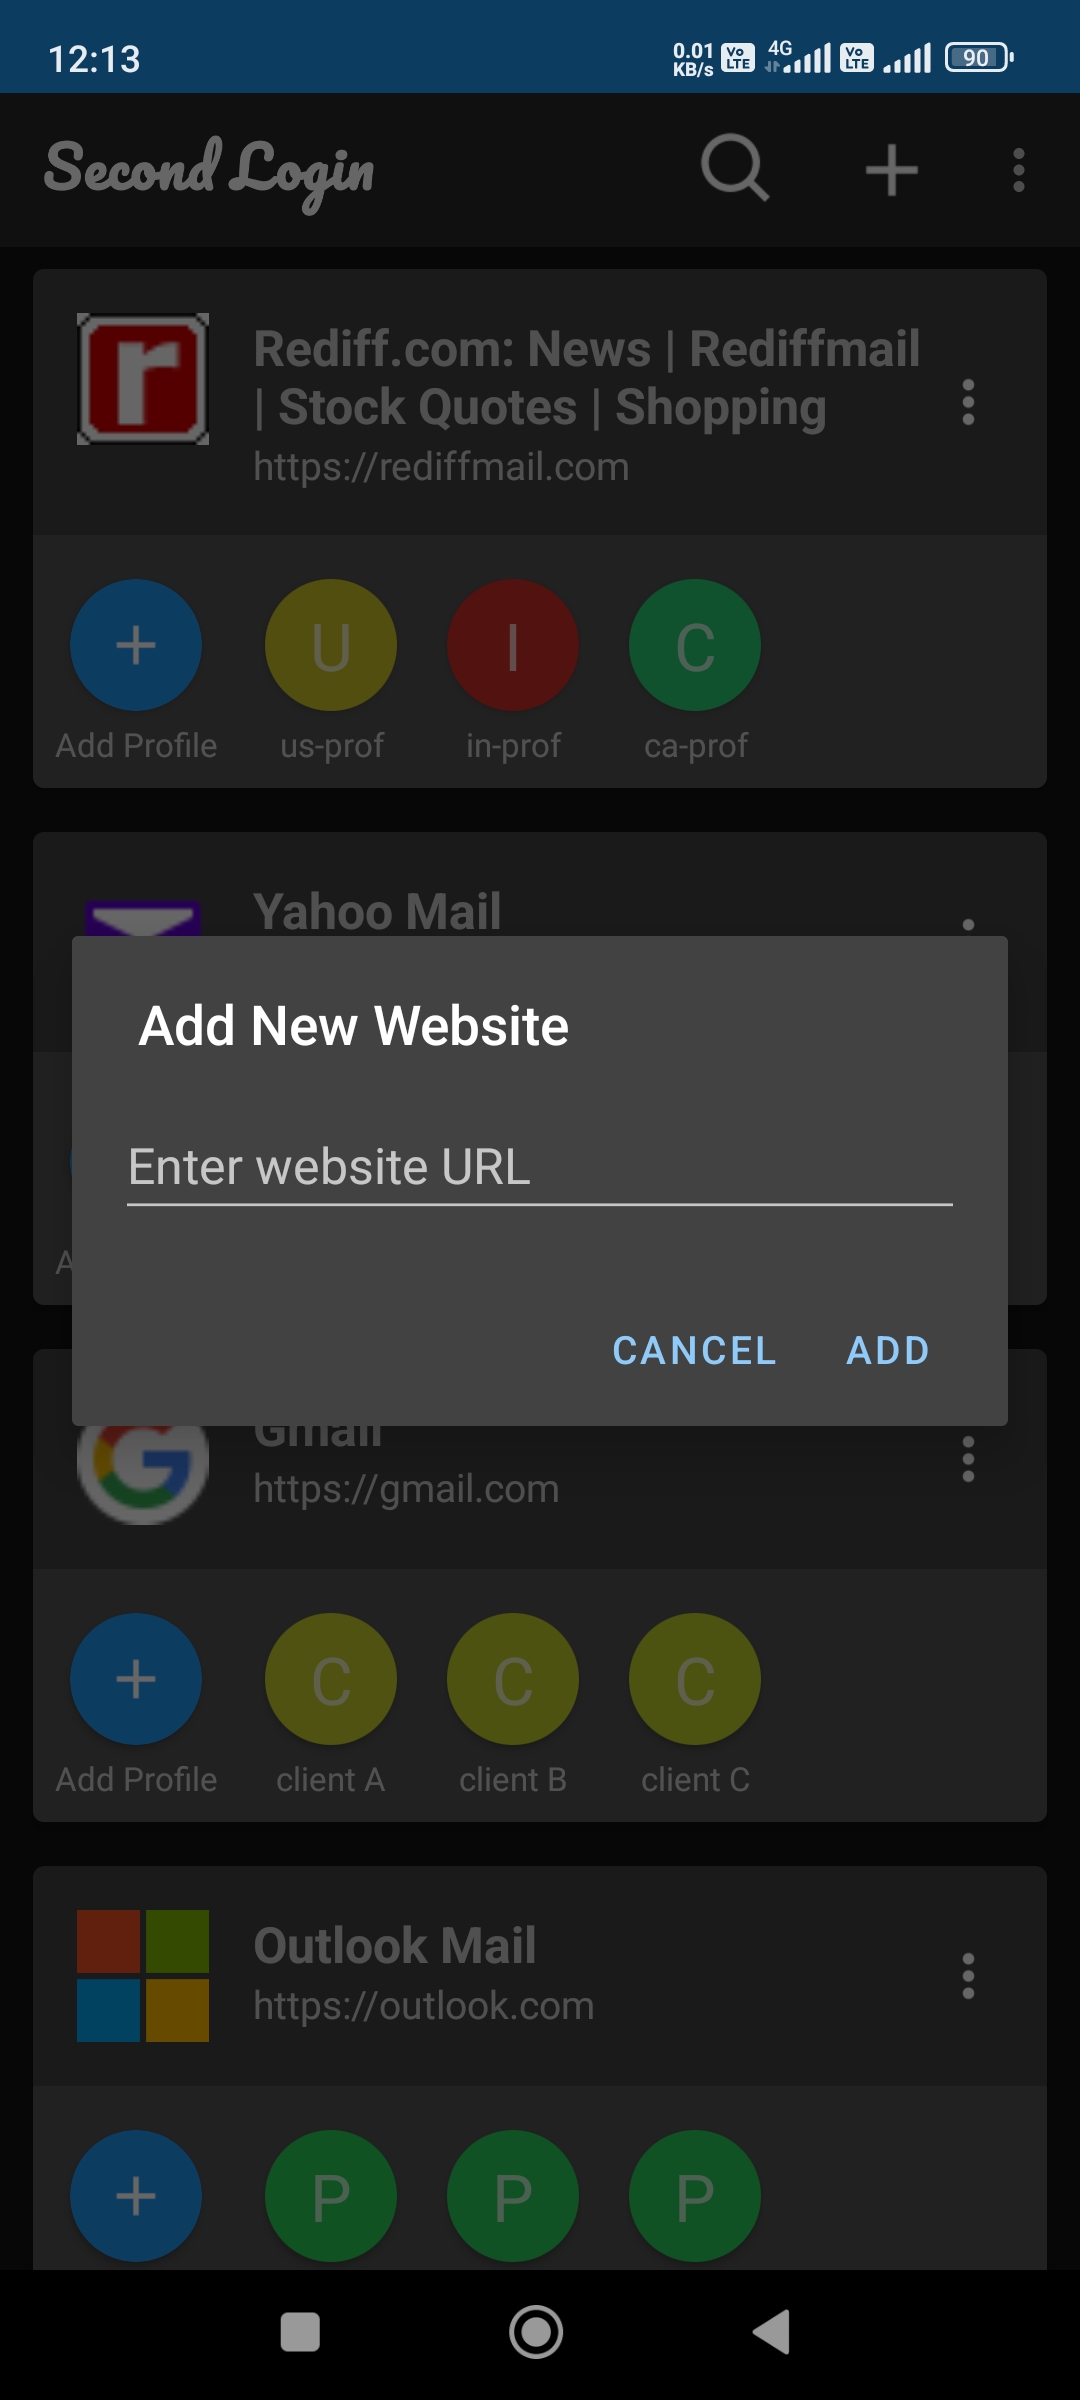 12:13
0.01
KB/s
Vo
LTE
4G
Vo
LTE
90
Second Login
Rediff.com: News | Rediffmail
| Stock Quotes | Shopping
https://rediffmail.com
U
I
C
Add Profile
us-prof
in-prof
ca-prof
Yahoo Mail
Add New Website
Enter website URL
A
CANCEL
ADD
Gmail
https://gmail.com
C
C
C
Add Profile
client A
client B
client C
Outlook Mail
https://outlook.com
P
P
P